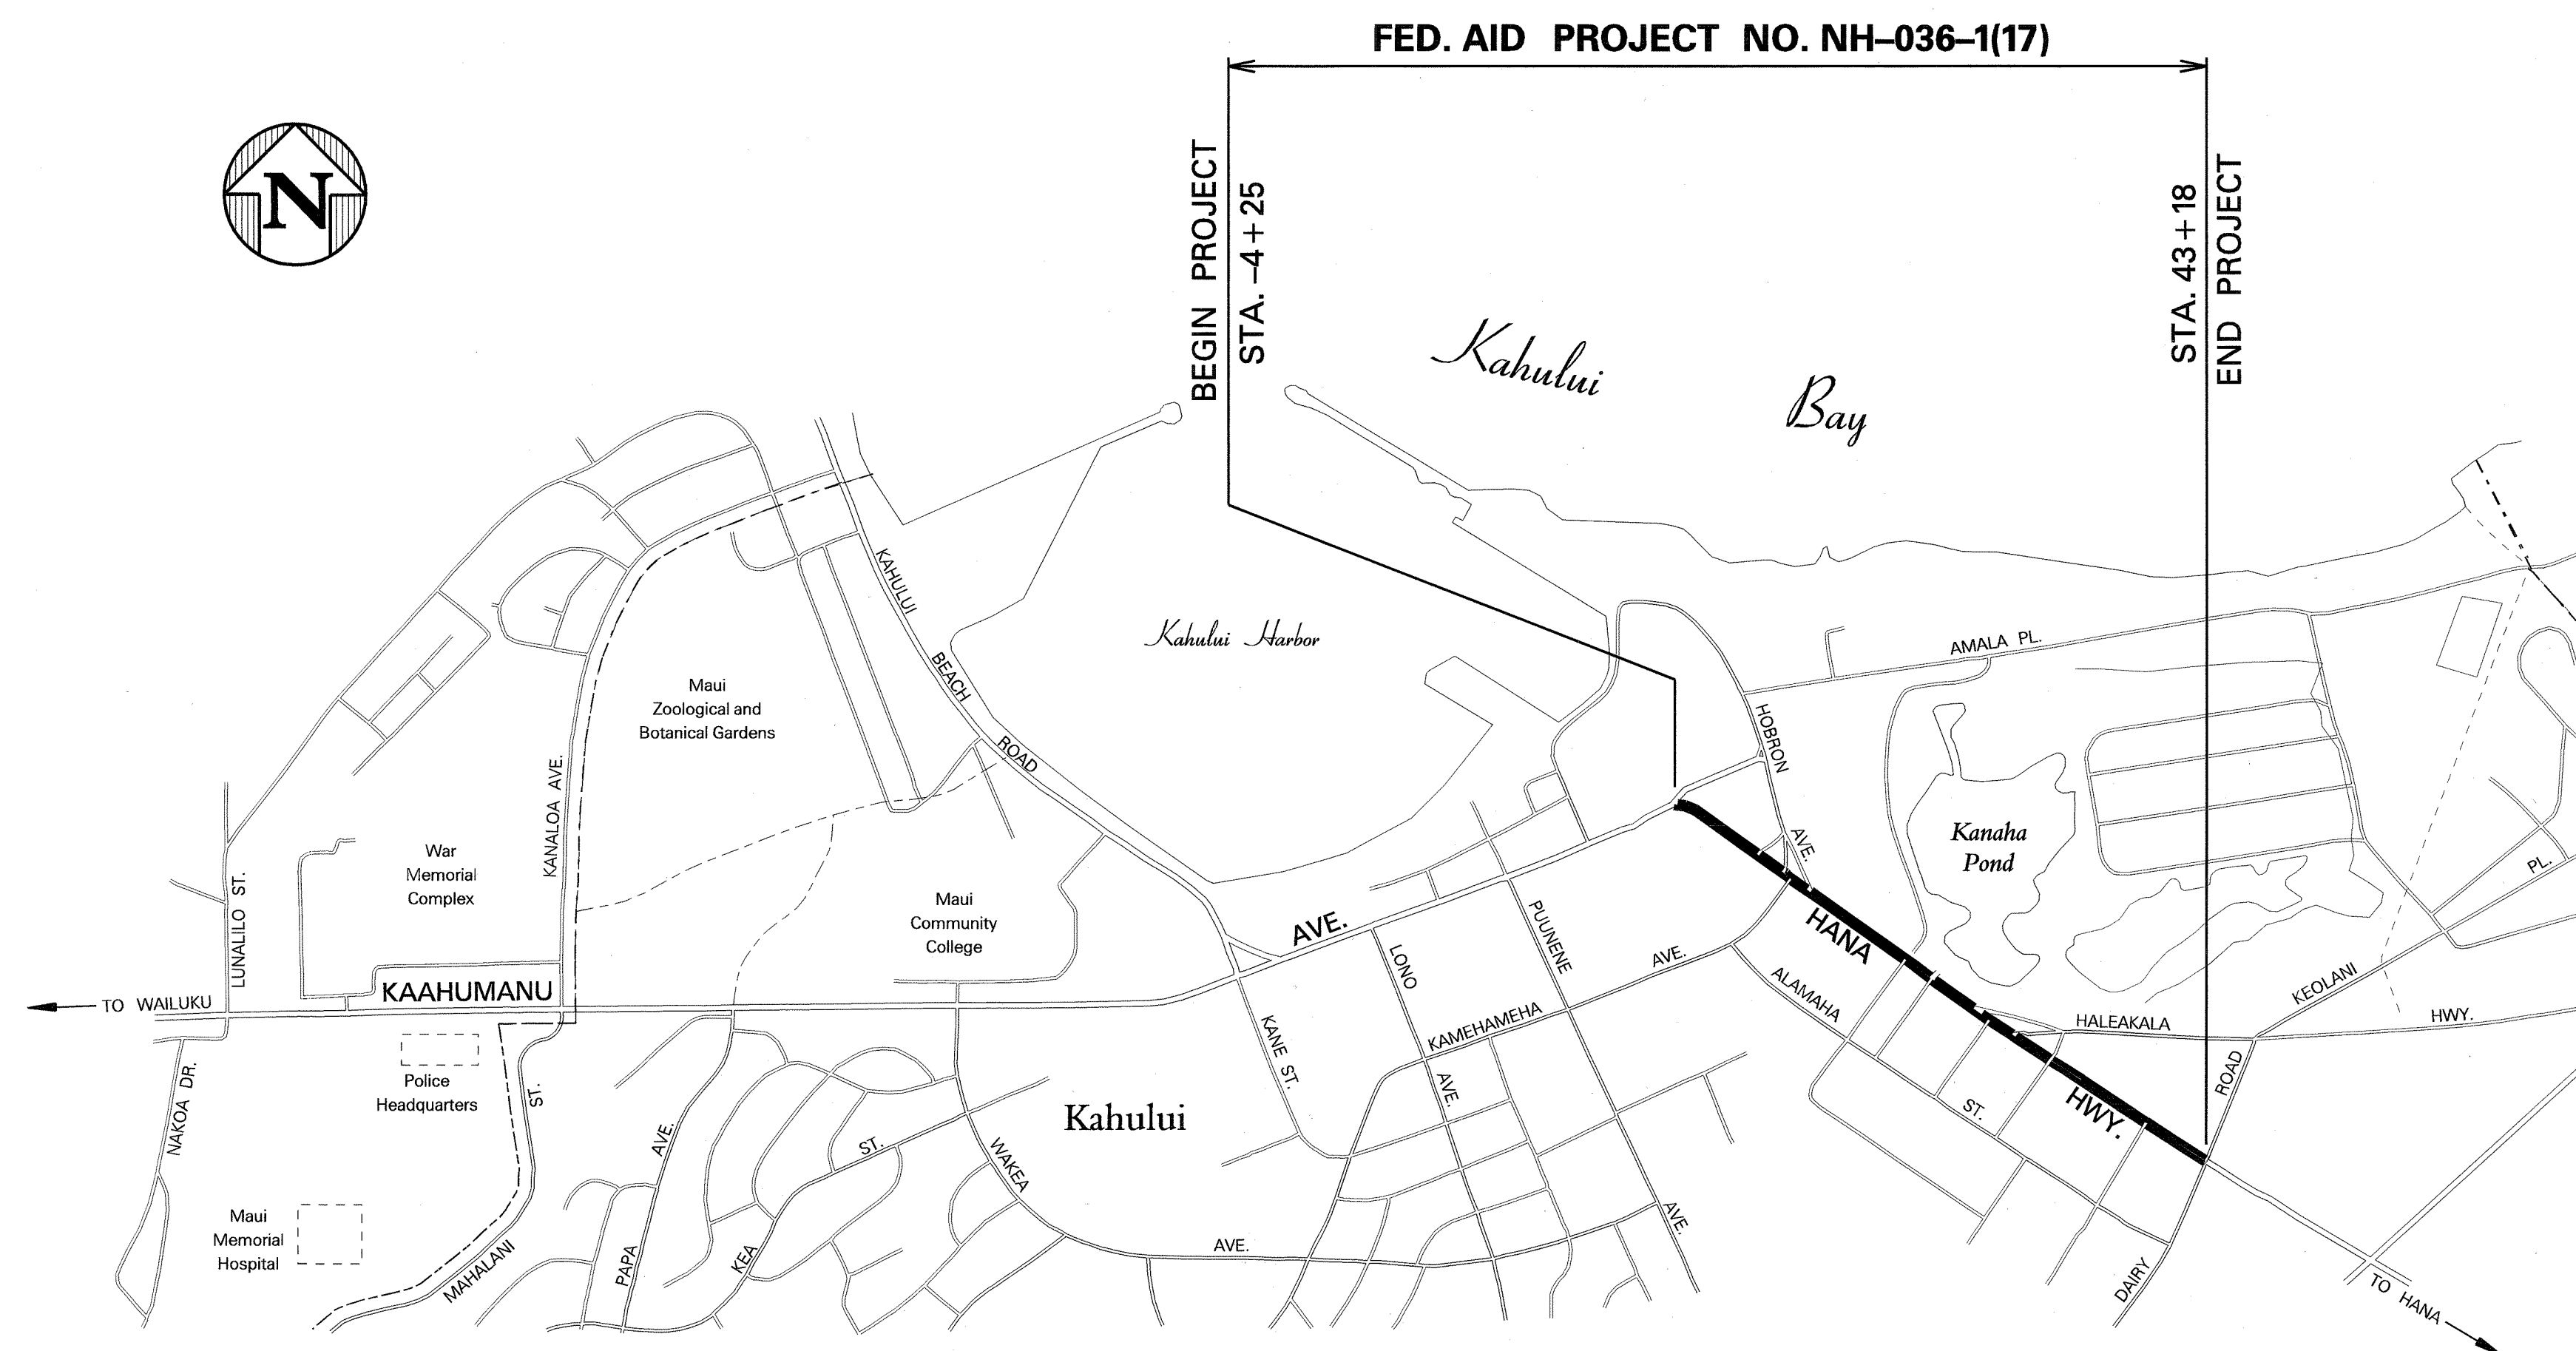 FED. AID PROJECT NO. NH–036–1(17)
BEGIN PROJECT
STA. –4+25
STA. 43+18
END PROJECT
N
Kahului
Bay
Kahului Harbor
KAHULUI
BEACH
ROAD
AMALA PL.
HOBRON
AVE.
Maui
Zoological and
Botanical Gardens
KANALOA AVE.
War
Memorial
Complex
LUNALILO ST.
Maui
Community
College
Kanaha
Pond
PL.
KEOLANI
AVE.
KAAHUMANU
TO WAILUKU
LONO
AVE.
PUUNENE
AVE.
KAMEHAMEHA
AVE.
HANA
HWY.
ALAMAHA
ST.
HALEAKALA
HWY.
KANE ST.
Kahului
Police
Headquarters
NAKOA DR.
ST.
MAHALANI
Maui
Memorial
Hospital
PAPA
AVE.
KEA
ST.
WAKEA
AVE.
ROAD
DAIRY
TO HANA